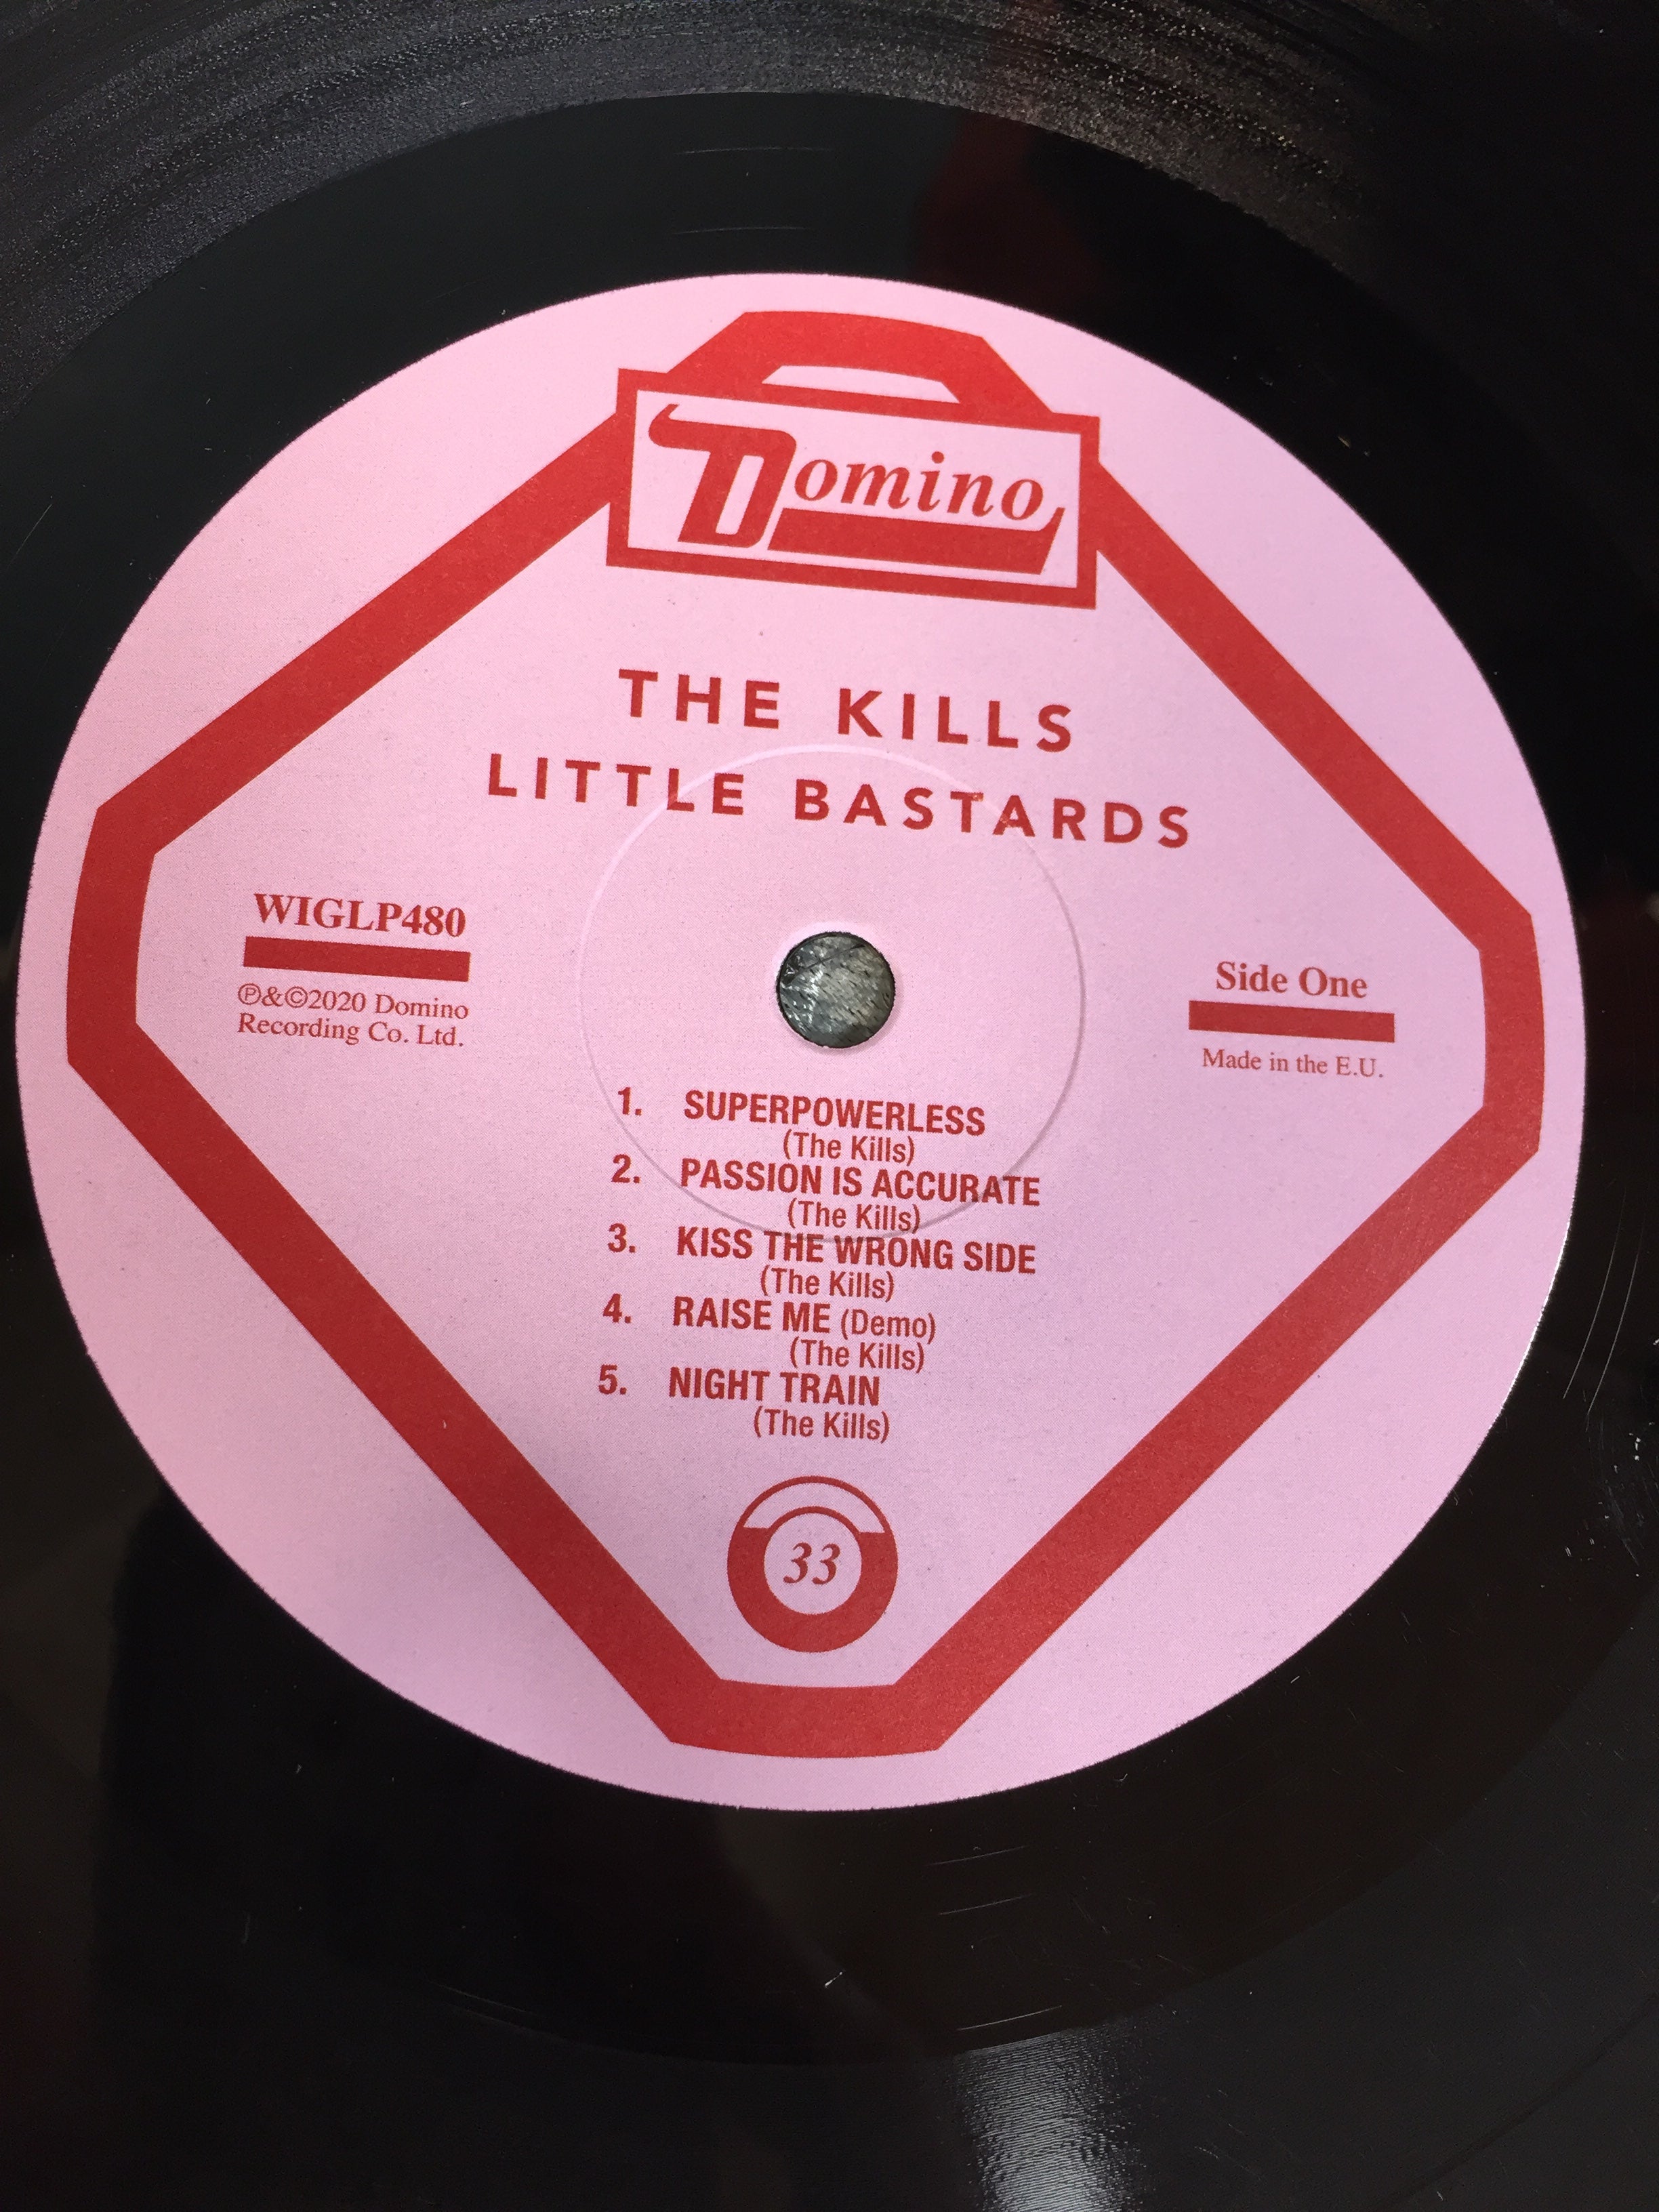 Domino
THE KILLS
LITTLE BASTARDS
WIGLP480
℗&©2020 Domino
Recording Co. Ltd.
Side One
Made in the E.U.
1. SUPERPOWERLESS
(The Kills)
2. PASSION IS ACCURATE
(The Kills)
3. KISS THE WRONG SIDE
(The Kills)
4. RAISE ME (Demo)
(The Kills)
5. NIGHT TRAIN
(The Kills)
33